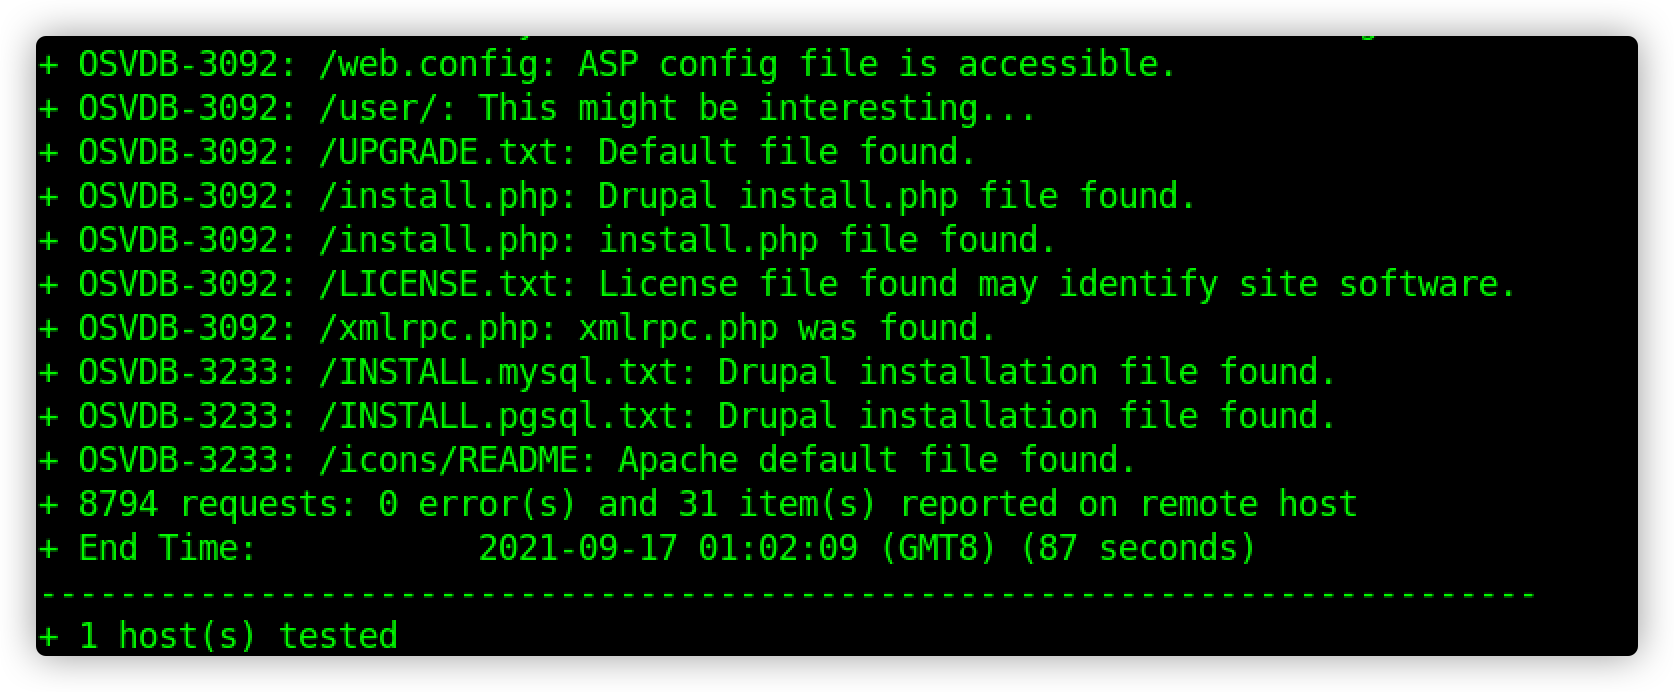 + OSVDB-3092: /web.config: ASP config file is accessible.
+ OSVDB-3092: /user/: This might be interesting...
+ OSVDB-3092: /UPGRADE.txt: Default file found.
+ OSVDB-3092: /install.php: Drupal install.php file found.
+ OSVDB-3092: /install.php: install.php file found.
+ OSVDB-3092: /LICENSE.txt: License file found may identify site software.
+ OSVDB-3092: /xmlrpc.php: xmlrpc.php was found.
+ OSVDB-3233: /INSTALL.mysql.txt: Drupal installation file found.
+ OSVDB-3233: /INSTALL.pgsql.txt: Drupal installation file found.
+ OSVDB-3233: /icons/README: Apache default file found.
+ 8794 requests: 0 error(s) and 31 item(s) reported on remote host
+ End Time:           2021-09-17 01:02:09 (GMT8) (87 seconds)
---------------------------------------------------------------------------
+ 1 host(s) tested